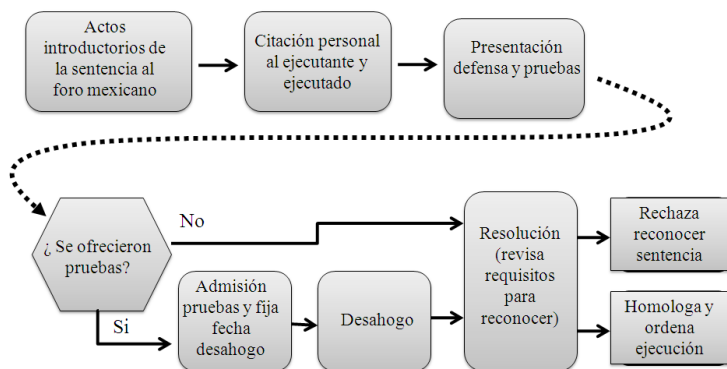 Actos
introductorios de
la sentencia al
foro mexicano
Citación personal
al ejecutante y
ejecutado
Presentación
defensa y pruebas
¿ Se ofrecieron
pruebas?
No
Si
Admisión
pruebas y fija
fecha
desahogo
Desahogo
Resolución
(revisa
requisitos
para
reconocer)
Rechaza
reconocer
sentencia
Homologa y
ordena
ejecución